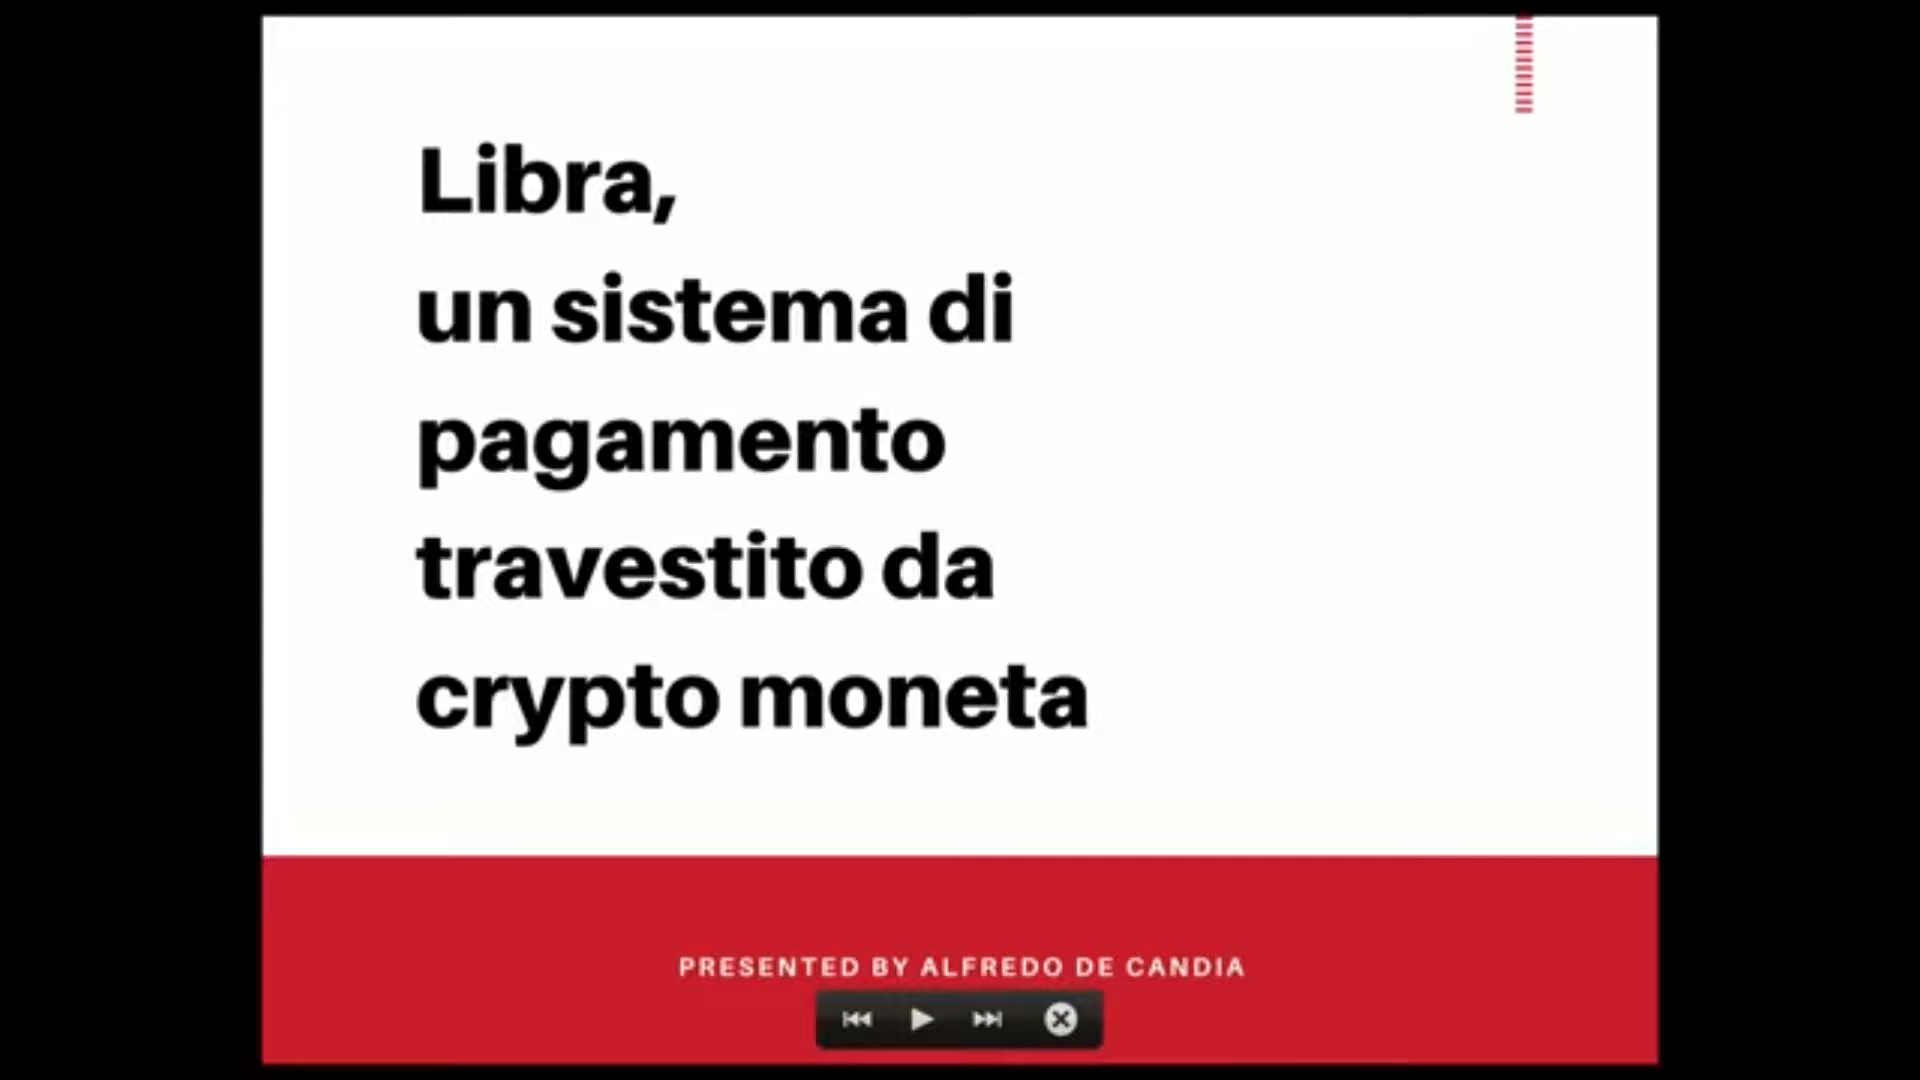 Libra,
un sistema di
pagamento
travestito da
crypto moneta
PRESENTED BY ALFREDO DE CANDIA